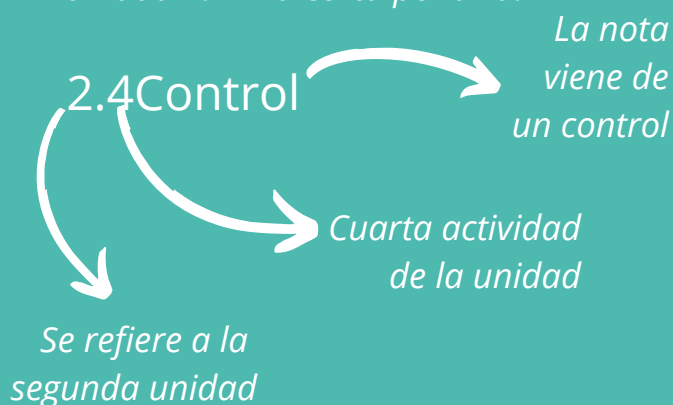 La nota
viene de
un control
2.4Control
Cuarta actividad
de la unidad
Se refiere a la
segunda unidad